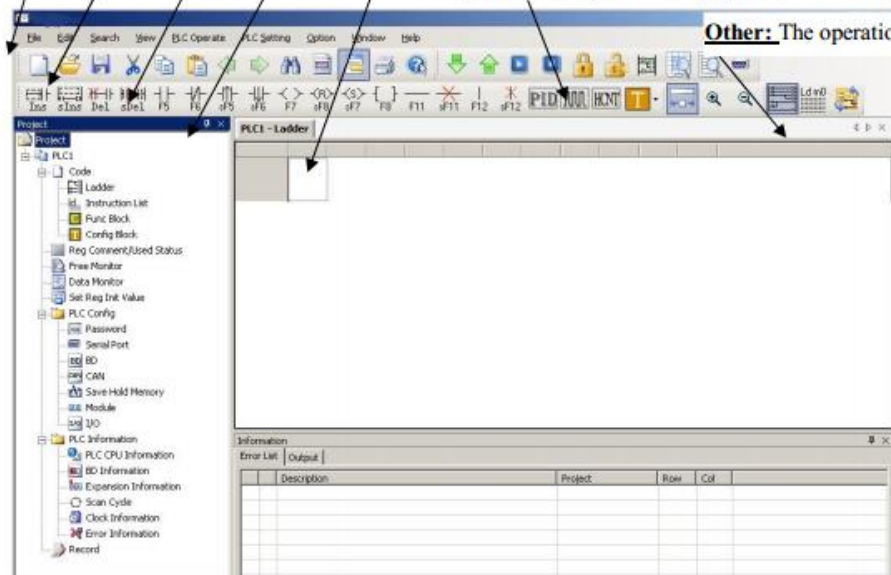 Other: The operatio
File Edit Search View PLC Operate PLC Setting Option Window Help
Ins sIns Del sDel F5 F6 sF5 sF6 F7 sF8 sF7 F8 F11 sF11 F12 sF12 PID HCNT T
Ld m0
Project
PLC1 - Ladder
Project
PLC1
Code
Ladder
Instruction List
Func Block
Config Block
Reg Comment/Used Status
Free Monitor
Data Monitor
Set Reg Init Value
PLC Config
Password
Serial Port
BD BD
CAN
Save Hold Memory
Module
I/O I/O
PLC Information
PLC CPU Information
BD Information
Expansion Information
Scan Cycle
Clock Information
Error Information
Record
Information
Error List Output
Description Project Row Col